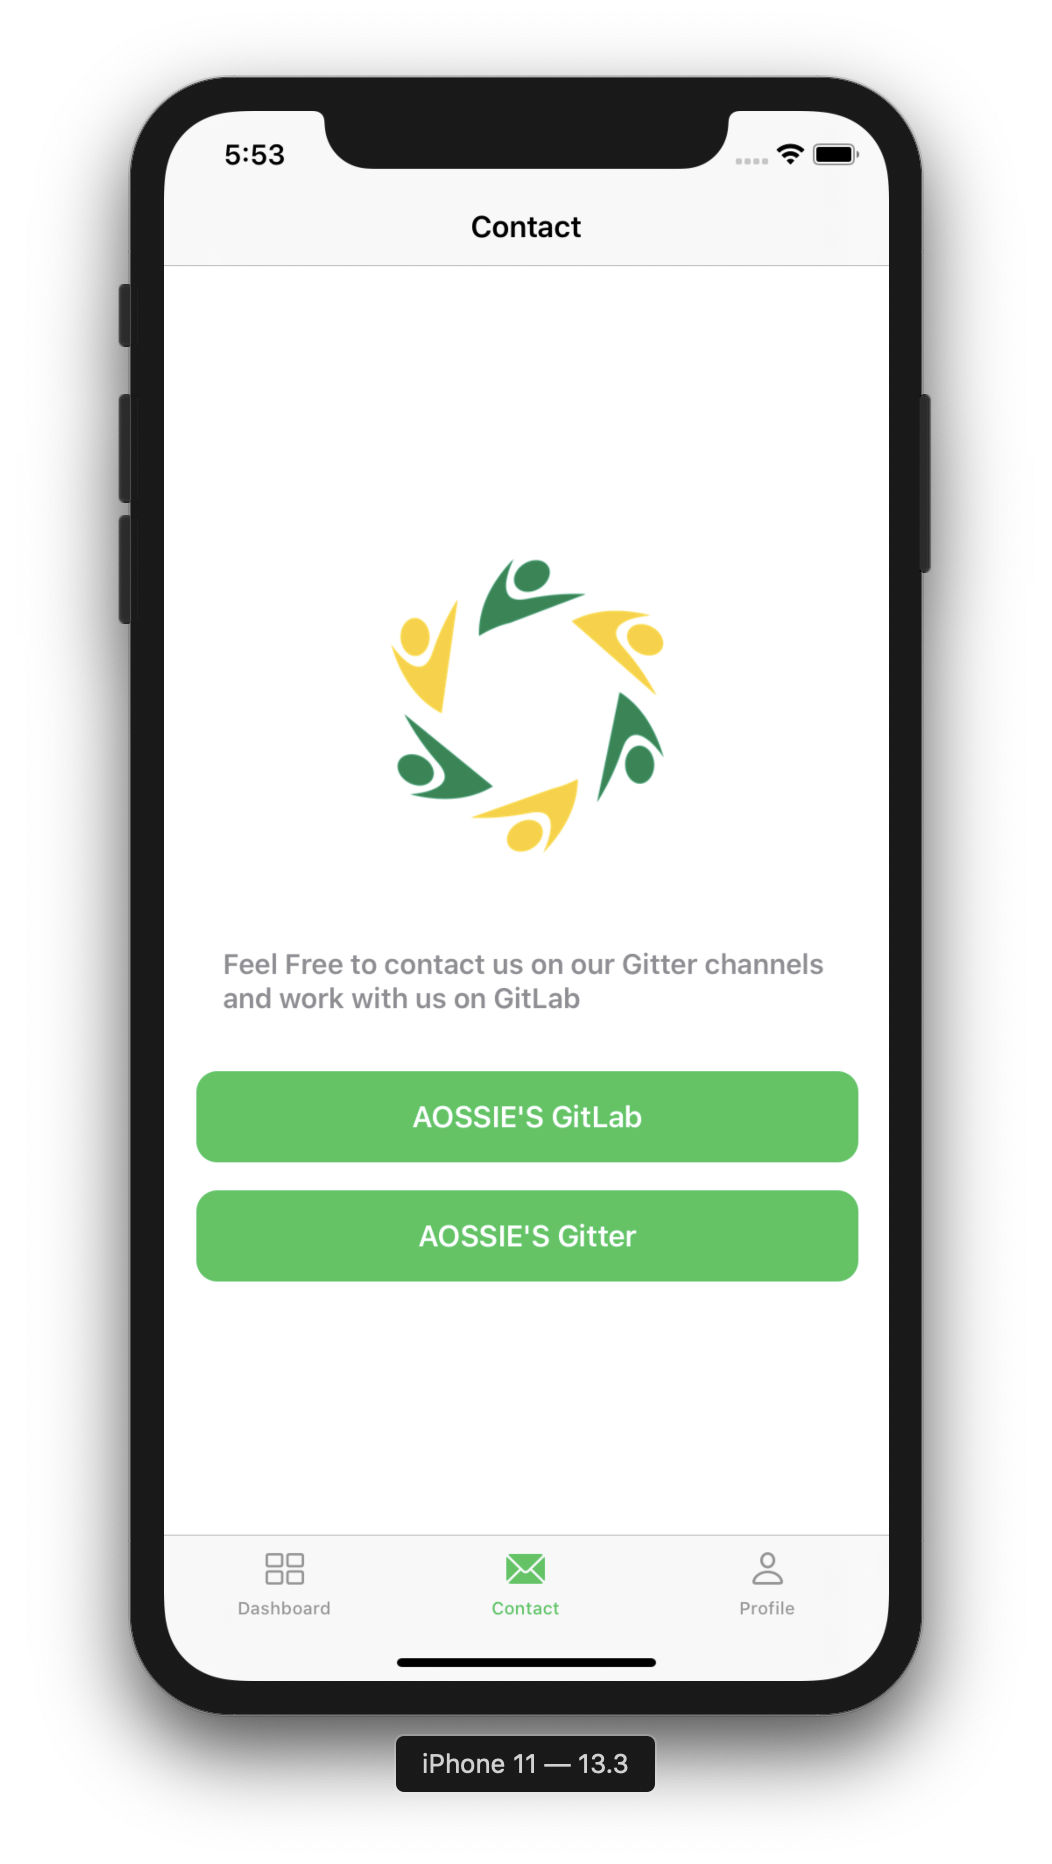 5:53
Contact
Feel Free to contact us on our Gitter channels
and work with us on GitLab
AOSSIE'S GitLab
AOSSIE'S Gitter
Dashboard
Contact
Profile
iPhone 11 — 13.3